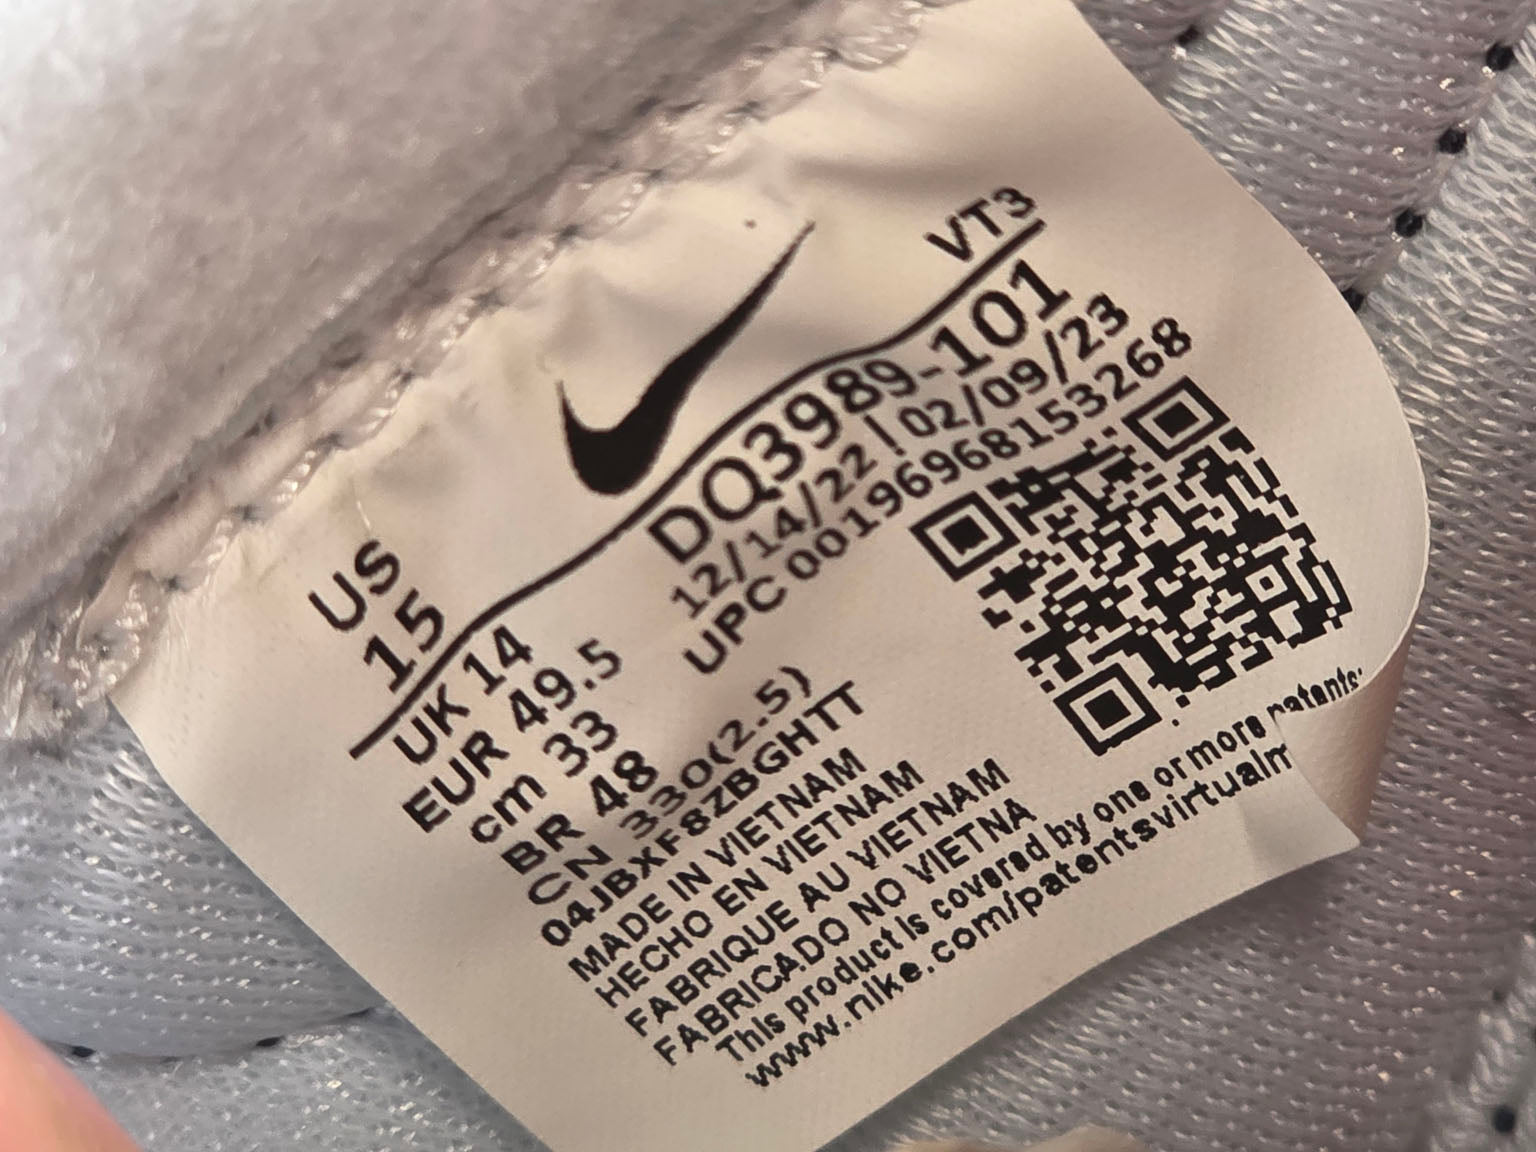 VT3
US
15
DQ3989-101
12/14/22 | 02/09/23
UPC 00196968153268
UK 14
EUR 49.5
cm 33
BR 48
CN 330(2.5)
04JBXF8ZBGHTT
MADE IN VIETNAM
HECHO EN VIETNAM
FABRIQUE AU VIETNAM
FABRICADO NO VIETNA
This product is covered by one or more patents:
www.nike.com/patentsvirtualm